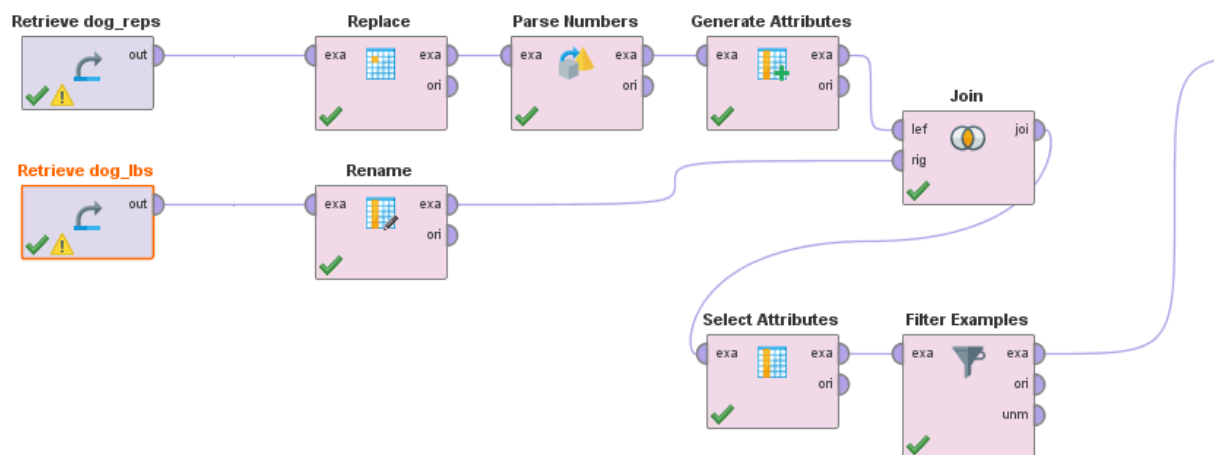 Retrieve dog_reps
Replace
Parse Numbers
Generate Attributes
out
exa
exa
ori
exa
exa
ori
exa
exa
ori
Join
lef
joi
rig
Retrieve dog_lbs
Rename
out
exa
exa
ori
Select Attributes
Filter Examples
exa
exa
ori
exa
exa
ori
unm